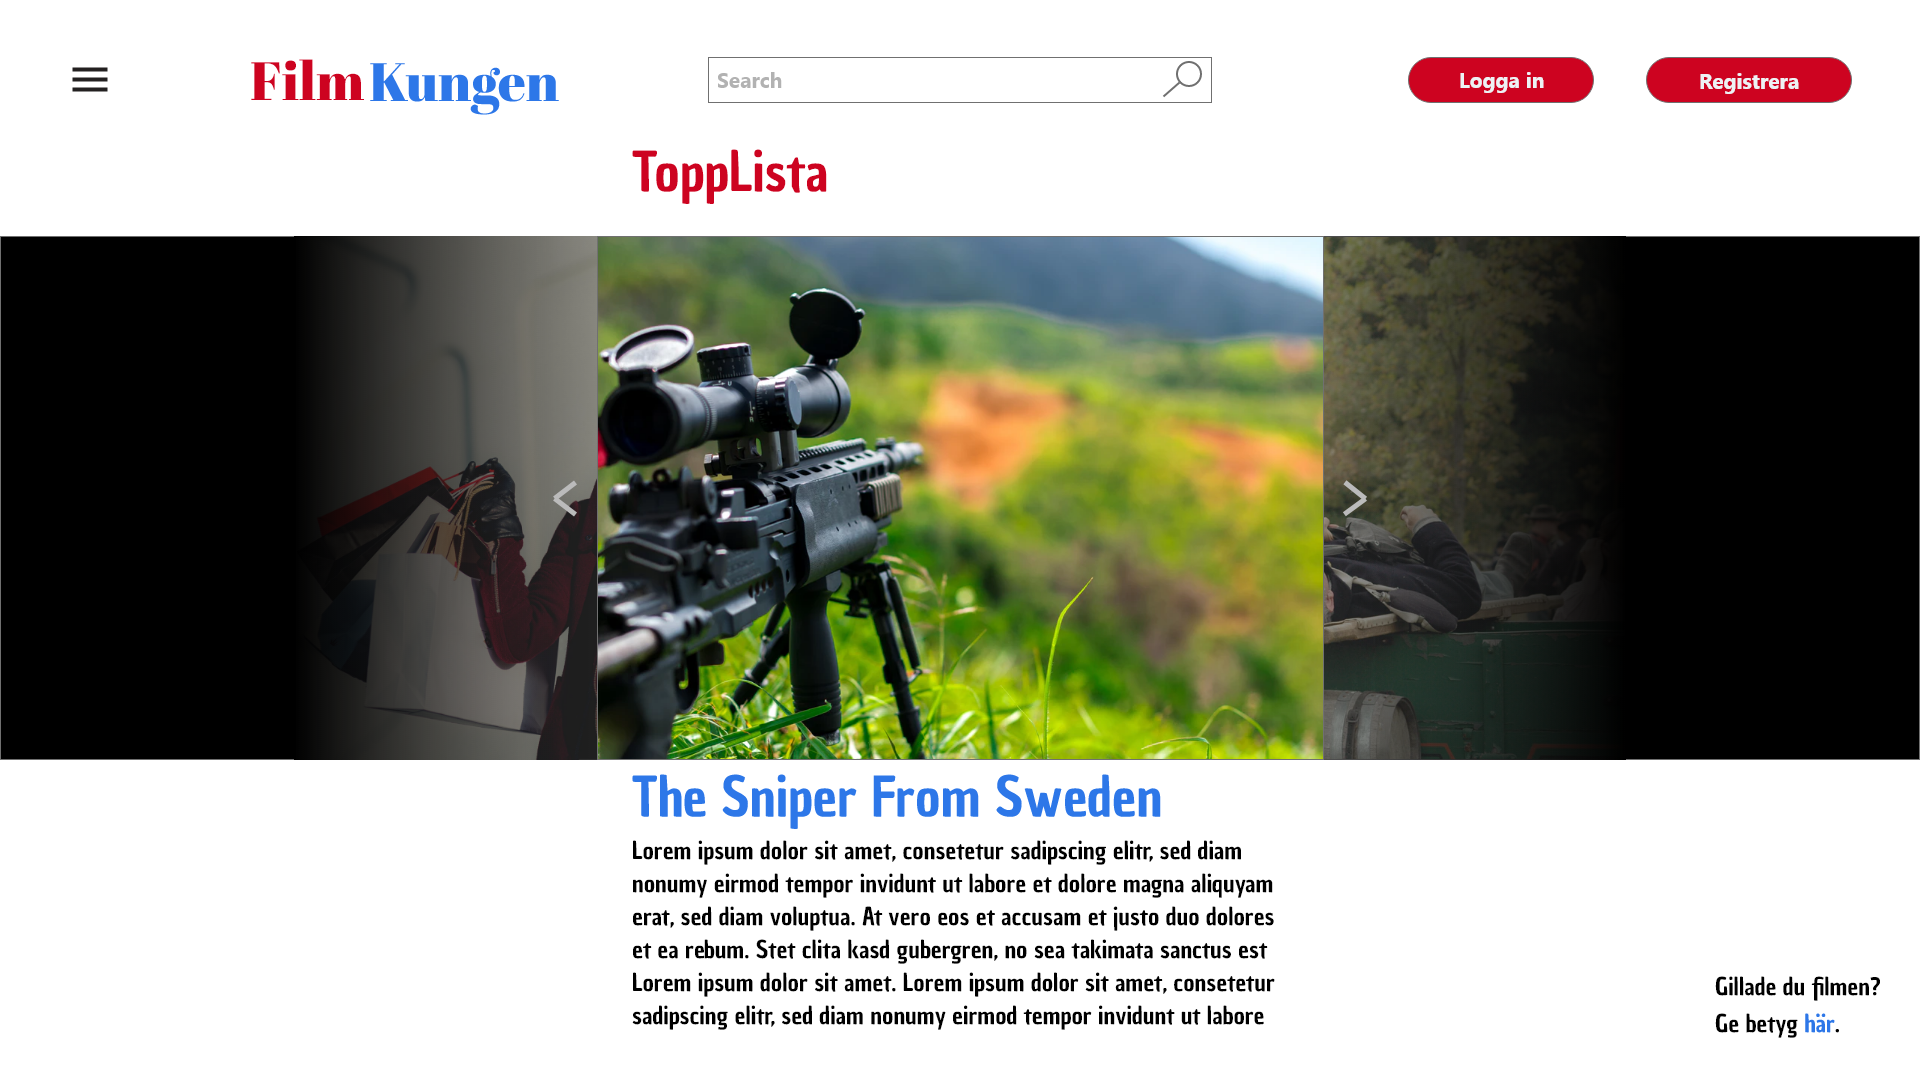 Film Kungen
Search
Logga in
Registrera
ToppLista
The Sniper From Sweden
Lorem ipsum dolor sit amet, consetetur sadipscing elitr, sed diam
nonumy eirmod tempor invidunt ut labore et dolore magna aliquyam
erat, sed diam voluptua. At vero eos et accusam et justo duo dolores
et ea rebum. Stet clita kasd gubergren, no sea takimata sanctus est
Lorem ipsum dolor sit amet. Lorem ipsum dolor sit amet, consetetur
sadipscing elitr, sed diam nonumy eirmod tempor invidunt ut labore
Gillade du filmen?
Ge betyg här.